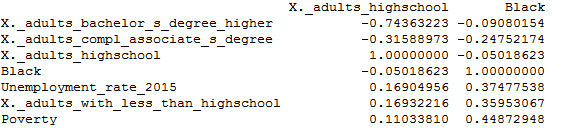 X._adults_highschool Black
X._adults_bachelor_s_degree_higher -0.74363223 -0.09080154
X._adults_compl_associate_s_degree -0.31588973 -0.24752174
X._adults_highschool 1.00000000 -0.05018623
Black -0.05018623 1.00000000
Unemployment_rate_2015 0.16904956 0.37477538
X._adults_with_less_than_highschool 0.16932216 0.35953067
Poverty 0.11033810 0.44872948